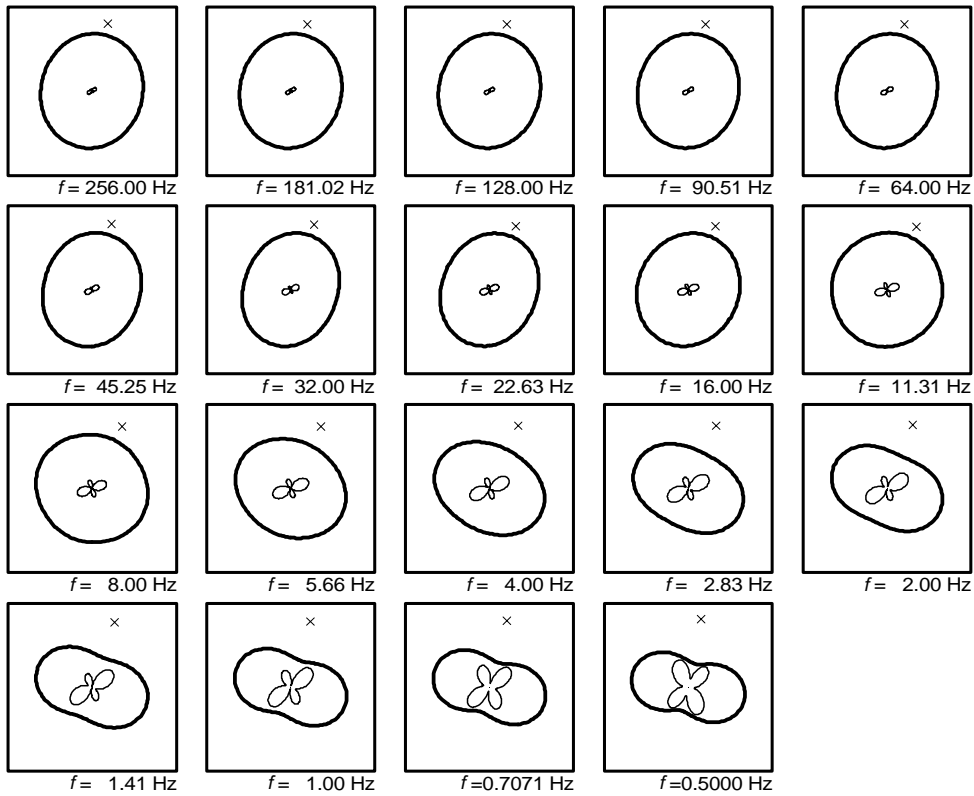 f = 256.00 Hz
f = 181.02 Hz
f = 128.00 Hz
f = 90.51 Hz
f = 64.00 Hz
f = 45.25 Hz
f = 32.00 Hz
f = 22.63 Hz
f = 16.00 Hz
f = 11.31 Hz
f = 8.00 Hz
f = 5.66 Hz
f = 4.00 Hz
f = 2.83 Hz
f = 2.00 Hz
f = 1.41 Hz
f = 1.00 Hz
f =0.7071 Hz
f =0.5000 Hz